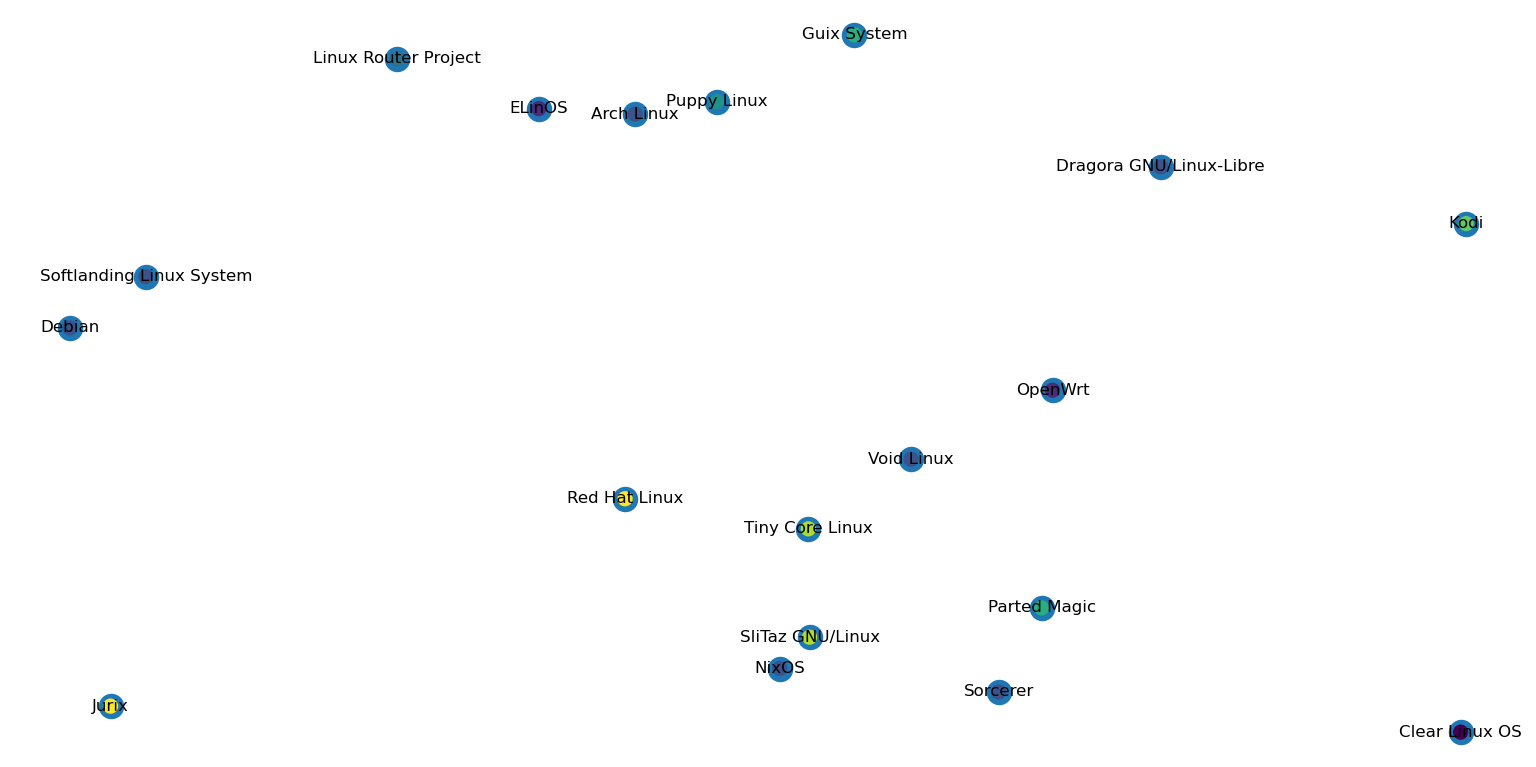 Guix System
Linux Router Project
Puppy Linux
ELinOS
Arch Linux
Dragora GNU/Linux-Libre
Kodi
Softlanding Linux System
Debian
OpenWrt
Void Linux
Red Hat Linux
Tiny Core Linux
Parted Magic
SliTaz GNU/Linux
NixOS
Sorcerer
Jurix
Clear Linux OS